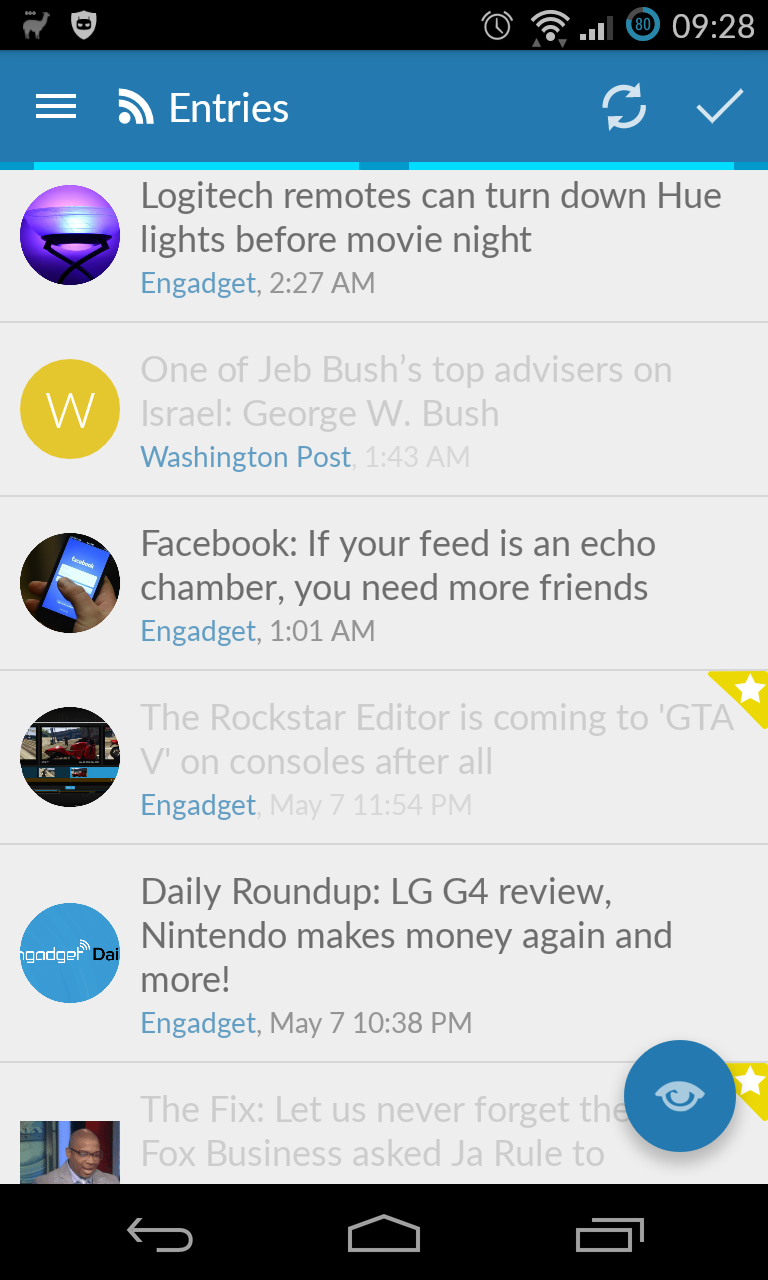 80 09:28
Entries
Logitech remotes can turn down Hue
lights before movie night
Engadget, 2:27 AM
W
One of Jeb Bush’s top advisers on
Israel: George W. Bush
Washington Post, 1:43 AM
facebook
Facebook: If your feed is an echo
chamber, you need more friends
Engadget, 1:01 AM
The Rockstar Editor is coming to 'GTA
V' on consoles after all
Engadget, May 7 11:54 PM
Daily Roundup: LG G4 review,
Nintendo makes money again and
more!
ngadget Dai
Engadget, May 7 10:38 PM
The Fix: Let us never forget the
Fox Business asked Ja Rule to